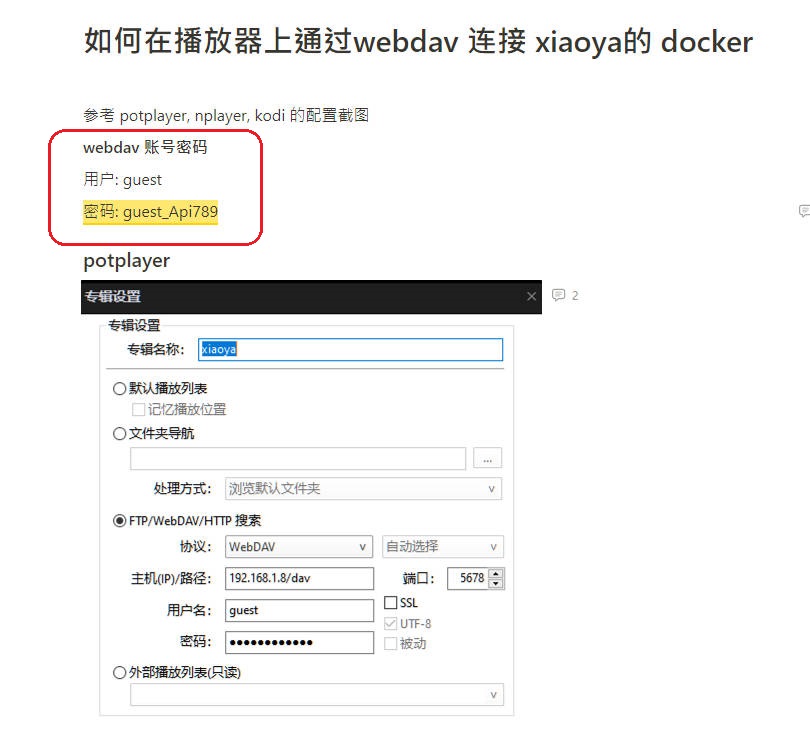 如何在播放器上通过webdav 连接 xiaoya的 docker
参考 potplayer, nplayer, kodi 的配置截图
webdav 账号密码
用户: guest
密码: guest_Api789
potplayer
专辑设置
2
专辑设置
专辑名称: xiaoya
默认播放列表
记忆播放位置
文件夹导航
...
处理方式: 浏览默认文件夹
FTP/WebDAV/HTTP 搜索
协议: WebDAV 自动选择
主机(IP)/路径: 192.168.1.8/dav 端口: 5678
用户名: guest SSL
UTF-8
密码: ●●●●●●●●●●●● 被动
外部播放列表(只读)